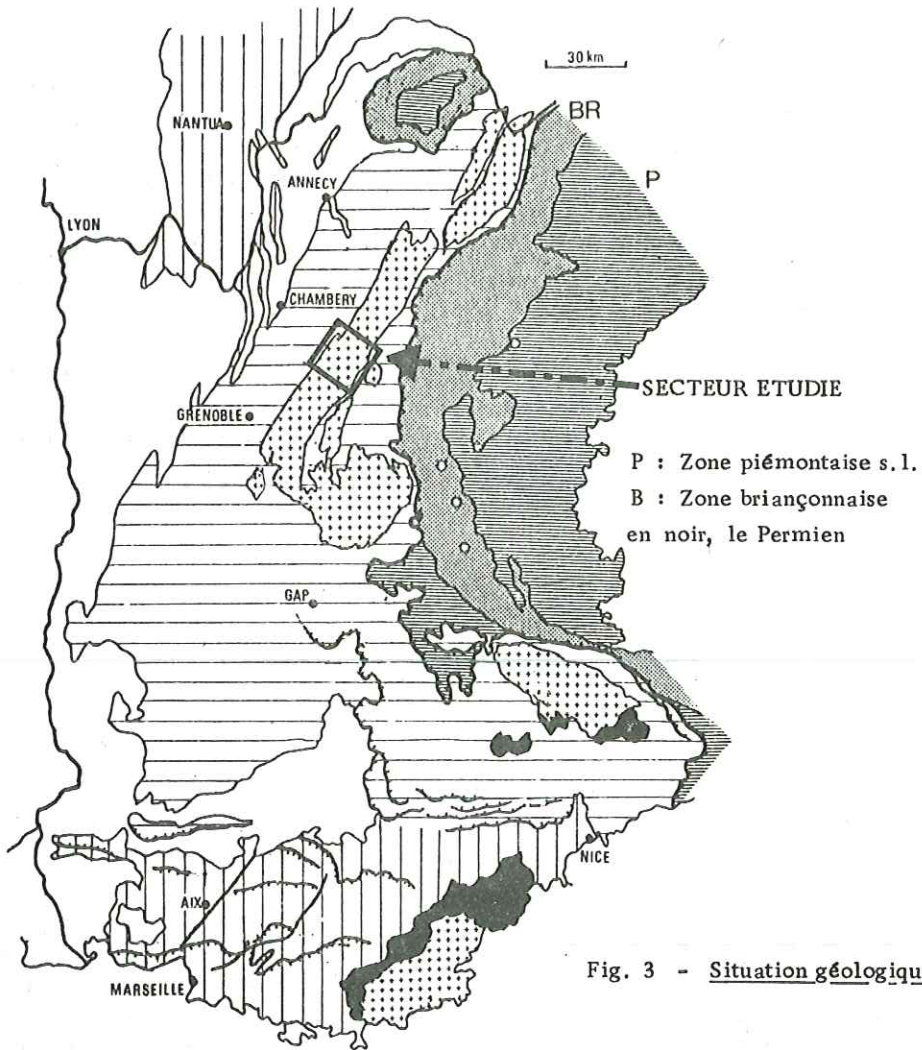 30 km
BR
P
NANTUA
ANNECY
LYON
CHAMBERY
GRENOBLE
SECTEUR ETUDIE
P : Zone piémontaise s.l.
B : Zone briançonnaise
en noir, le Permien
GAP
NICE
AIX
MARSEILLE
Fig. 3 - Situation géologiqu